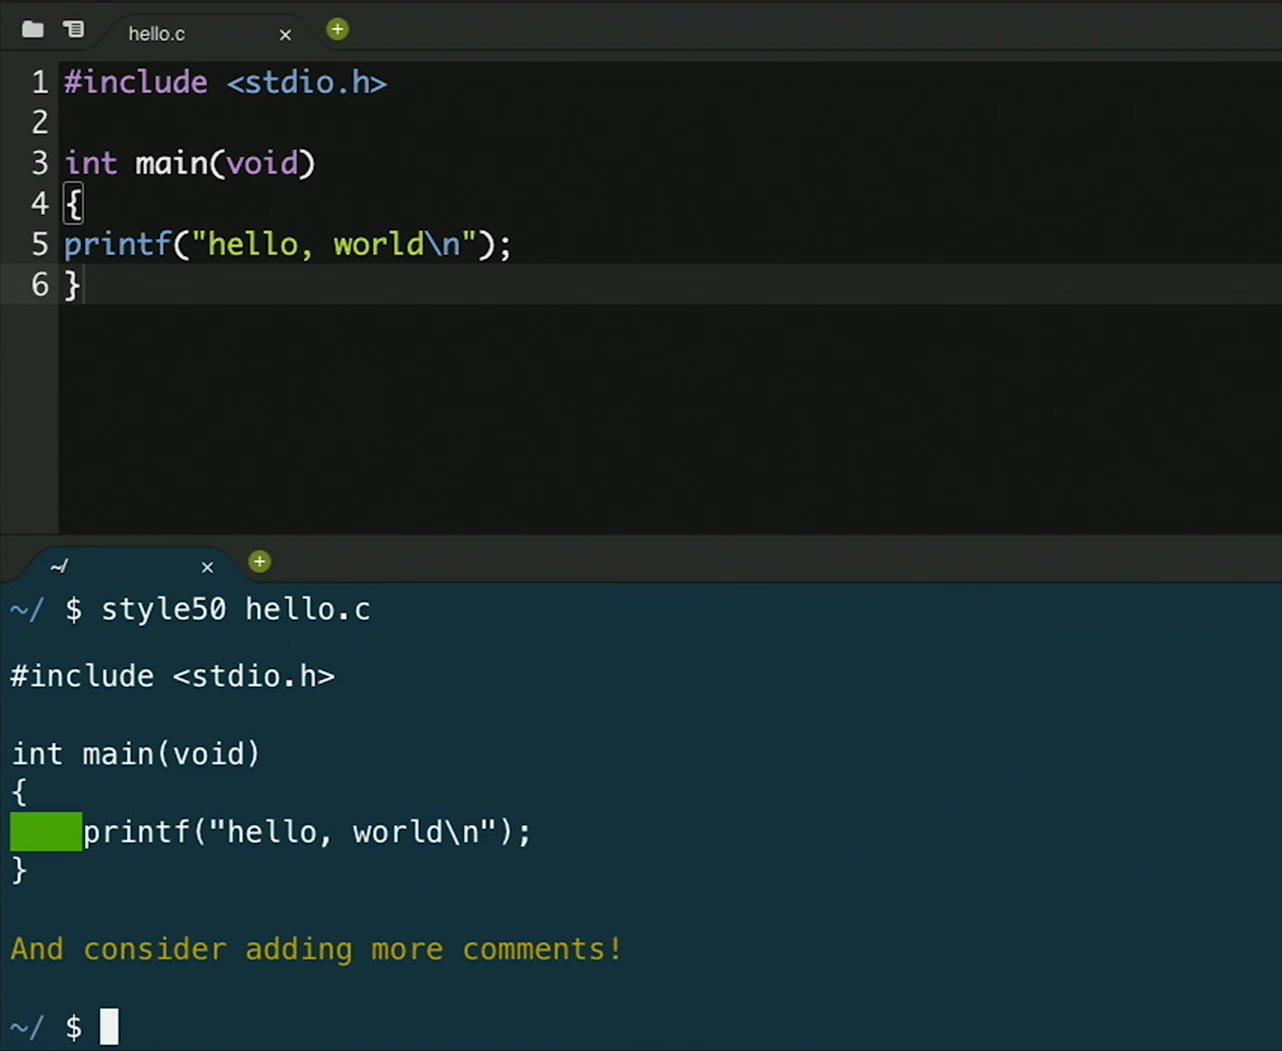 hello.c
1 #include <stdio.h>
2
3 int main(void)
4 {
5 printf("hello, world\n");
6 }
~/
~/ $ style50 hello.c
#include <stdio.h>
int main(void)
{
    printf("hello, world\n");
}
And consider adding more comments!
~/ $